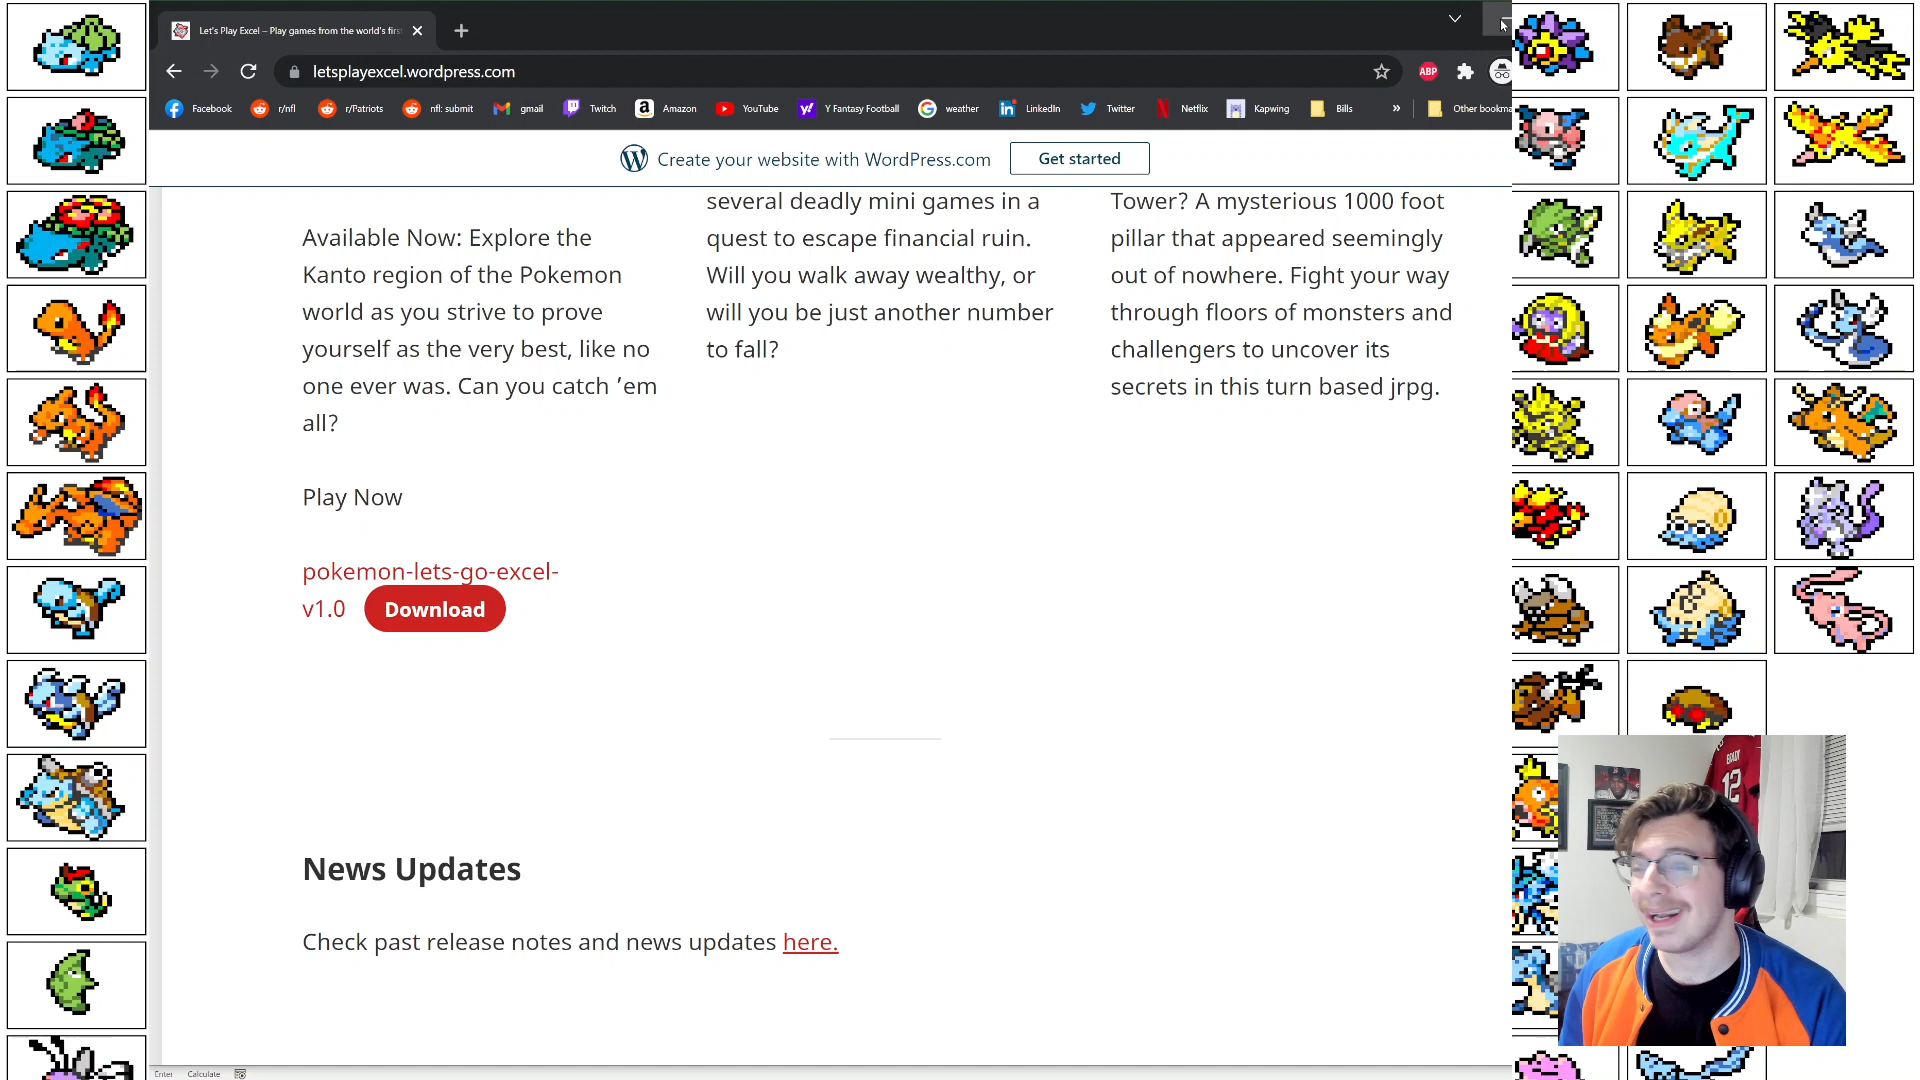 Let's Play Excel – Play games from the world's firs
letsplayexcel.wordpress.com
ABP
Facebook r/nfl r/Patriots nfl: submit gmail Twitch Amazon YouTube Y Fantasy Football weather LinkedIn Twitter Netflix Kapwing Bills » Other bookma
Create your website with WordPress.com Get started
Available Now: Explore the
Kanto region of the Pokemon
world as you strive to prove
yourself as the very best, like no
one ever was. Can you catch ’em
all?
Play Now
pokemon-lets-go-excel-
v1.0 Download
several deadly mini games in a
quest to escape financial ruin.
Will you walk away wealthy, or
will you be just another number
to fall?
Tower? A mysterious 1000 foot
pillar that appeared seemingly
out of nowhere. Fight your way
through floors of monsters and
challengers to uncover its
secrets in this turn based jrpg.
News Updates
Check past release notes and news updates here.
BRADY
12
Enter Calculate